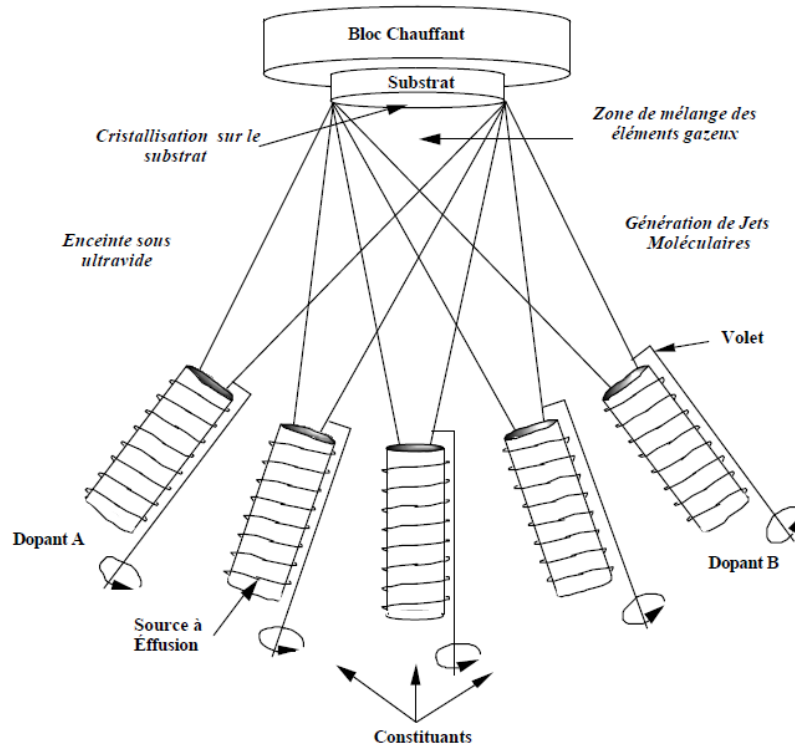 Bloc Chauffant
Substrat
Cristallisation sur le
substrat
Zone de mélange des
éléments gazeux
Enceinte sous
ultravide
Génération de Jets
Moléculaires
Volet
Dopant A
Dopant B
Source à
Éffusion
Constituants